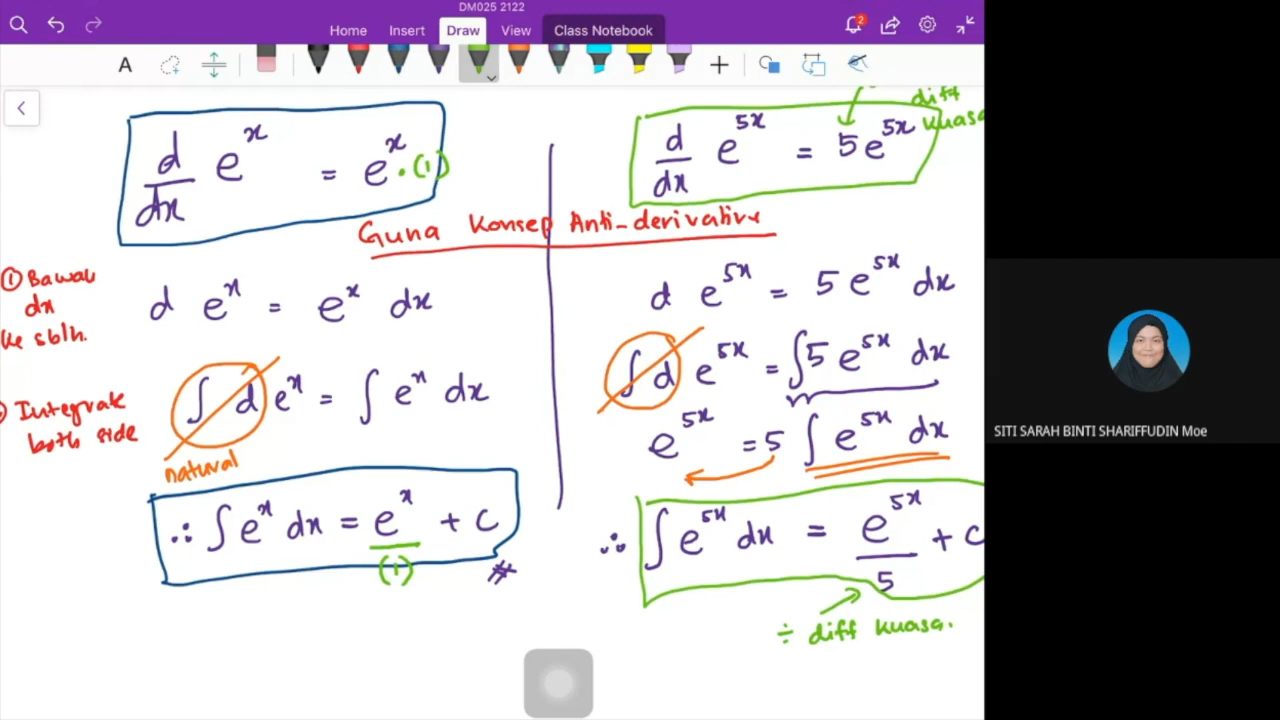 DM025 2122
Home Insert Draw View Class Notebook
2
A
d/dx e^x = e^x · (1)
diff kuasa
d/dx e^5x = 5e^5x
Guna Konsep Anti-derivative
① Bawak dx ke sblh.
d e^x = e^x dx
d e^5x = 5 e^5x dx
∫ d e^x = ∫ e^x dx
∫ d e^5x = ∫ 5 e^5x dx
Integrate both side
natural
e^5x = 5 ∫ e^5x dx
∴ ∫ e^x dx = e^x/(1) + c
#
∴ ∫ e^5x dx = e^5x/5 + c
÷ diff kuasa.
SITI SARAH BINTI SHARIFFUDIN Moe